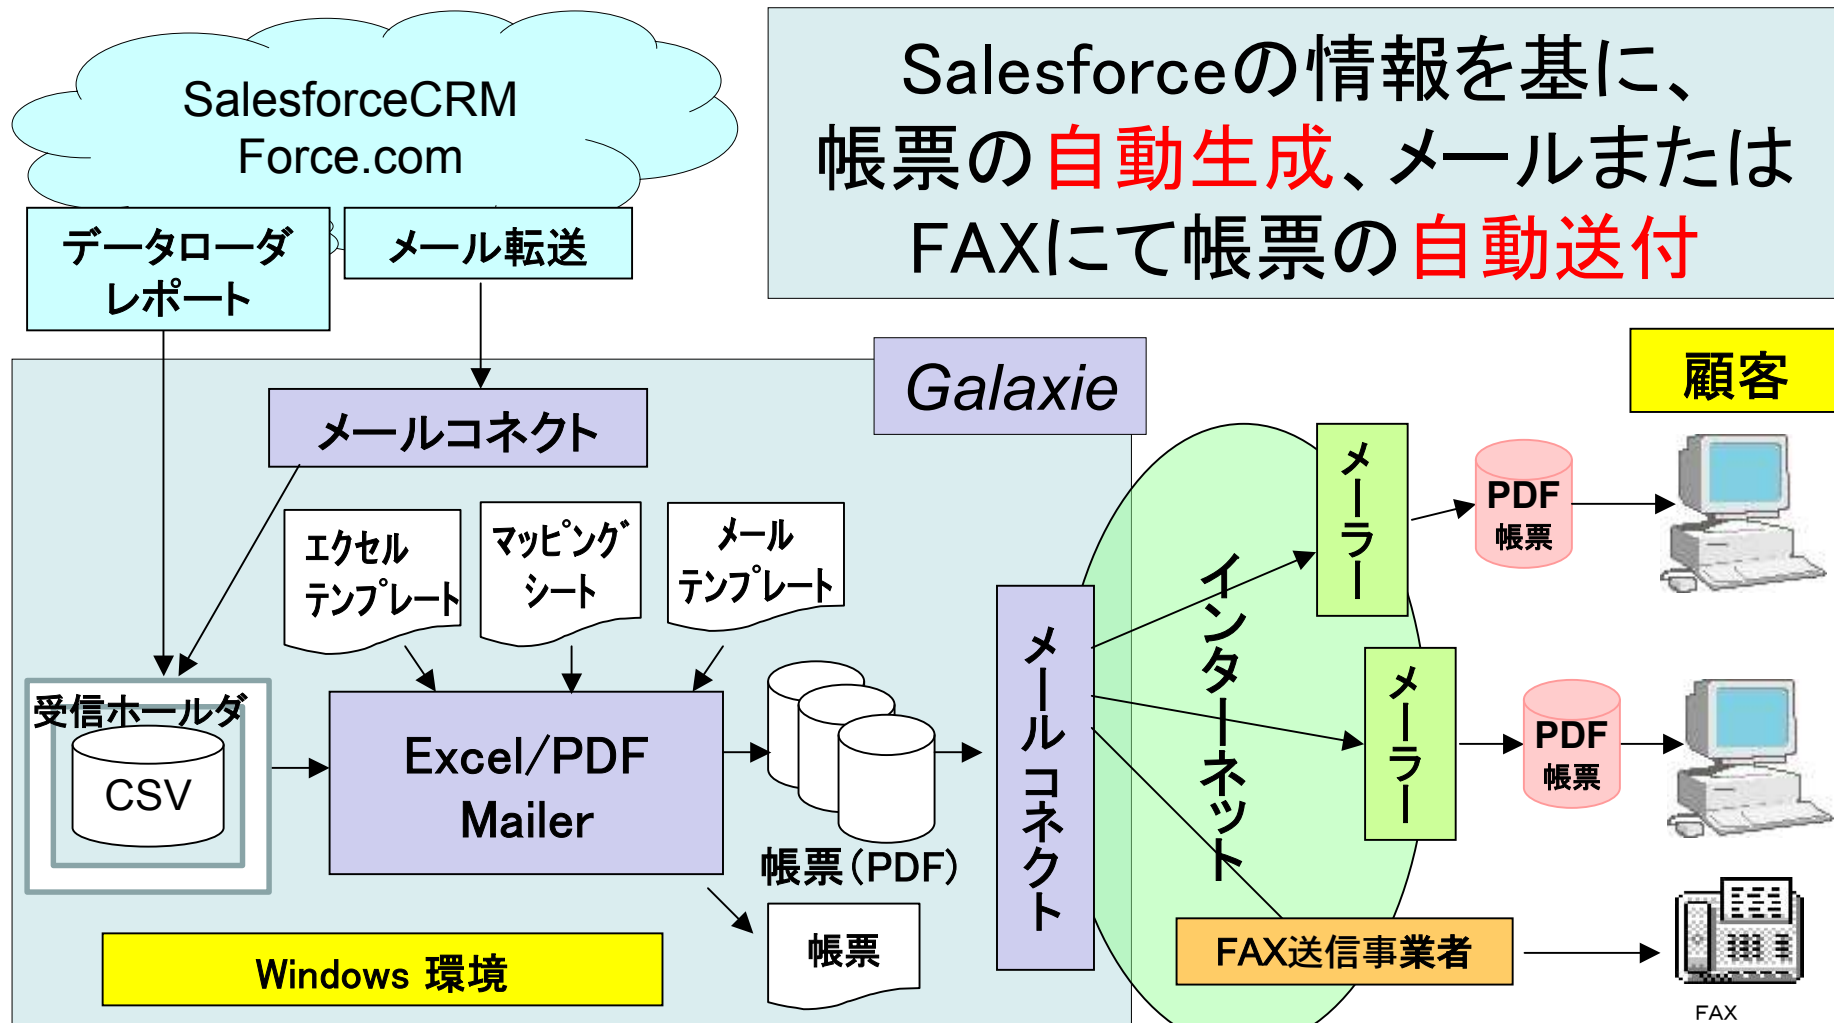 SalesforceCRM
Force.com
Salesforceの情報を基に、
帳票の自動生成、メールまたは
FAXにて帳票の自動送付
データローダ
レポート
メール転送
Galaxie
顧客
メールコネクト
エクセル
テンプレート
マッピング
シート
メール
テンプレート
受信ホールダ
CSV
Excel/PDF
Mailer
帳票（PDF）
帳票
Windows 環境
メールコネクト
インターネット
メーラー
PDF
帳票
メーラー
PDF
帳票
FAX送信事業者
FAX